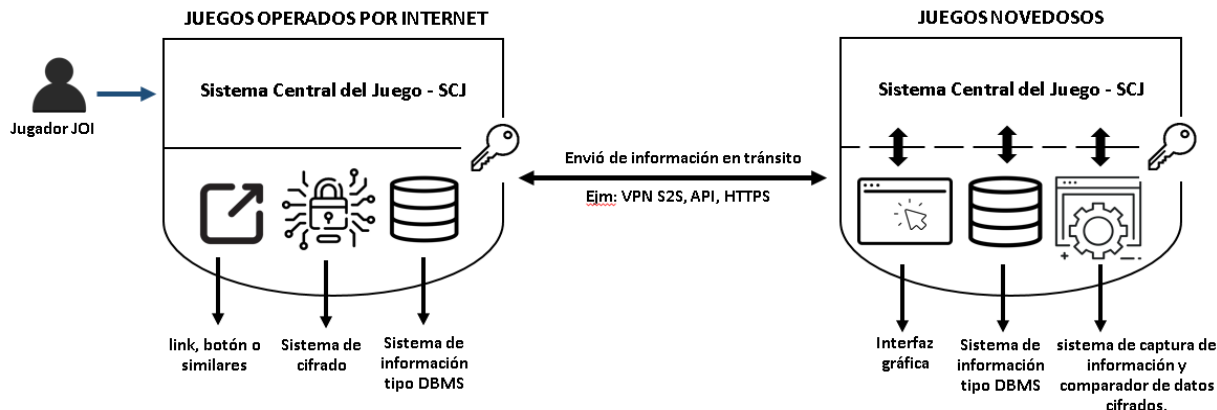 JUEGOS OPERADOS POR INTERNET
JUEGOS NOVEDOSOS
Sistema Central del Juego - SCJ
Sistema Central del Juego - SCJ
Jugador JOI
Envió de información en tránsito
Ejm: VPN S2S, API, HTTPS
link, botón o
similares
Sistema de
cifrado
Sistema de
información
tipo DBMS
Interfaz
gráfica
Sistema de
información
tipo DBMS
sistema de captura de
información y
comparador de datos
cifrados.